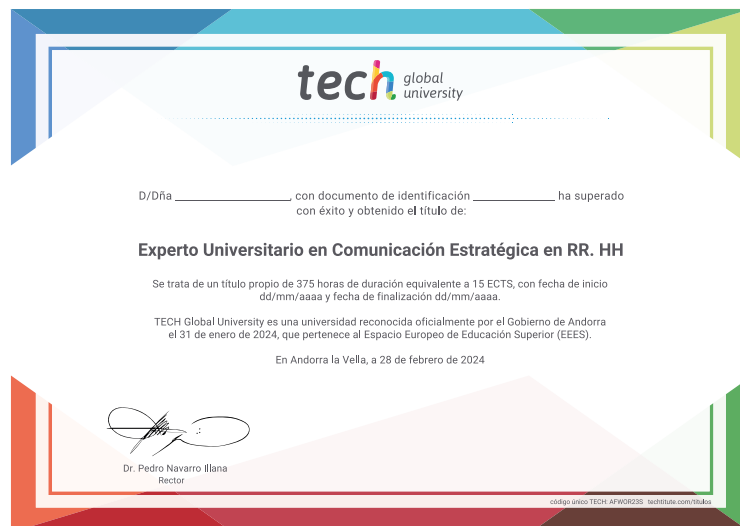 tech global
university
D/Dña ____________, con documento de identificación ____________ ha superado
con éxito y obtenido el título de:
Experto Universitario en Comunicación Estratégica en RR. HH
Se trata de un título propio de 375 horas de duración equivalente a 15 ECTS, con fecha de inicio
dd/mm/aaaa y fecha de finalización dd/mm/aaaa.
TECH Global University es una universidad reconocida oficialmente por el Gobierno de Andorra
el 31 de enero de 2024, que pertenece al Espacio Europeo de Educación Superior (EEES).
En Andorra la Vella, a 28 de febrero de 2024
Dr. Pedro Navarro Illana
Rector
código único TECH: AFWOR23S techtitute.com/titulos